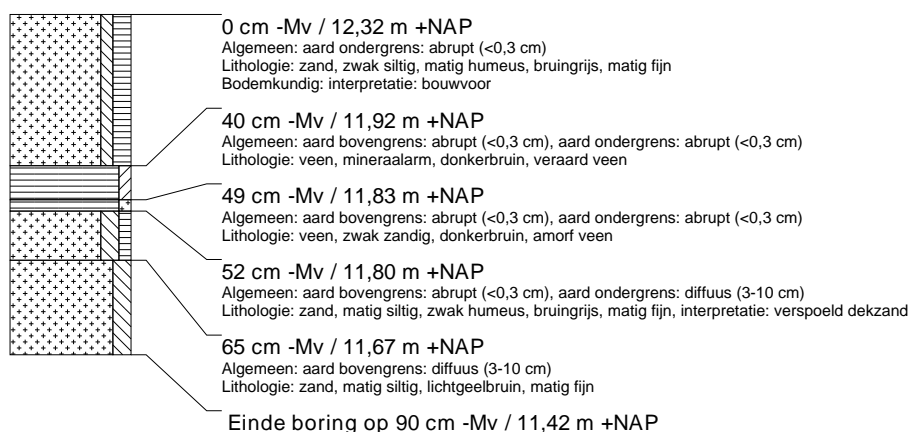 0 cm -Mv / 12,32 m +NAP
Algemeen: aard ondergrens: abrupt (<0,3 cm)
Lithologie: zand, zwak siltig, matig humeus, bruingrijs, matig fijn
Bodemkundig: interpretatie: bouwvoor
40 cm -Mv / 11,92 m +NAP
Algemeen: aard bovengrens: abrupt (<0,3 cm), aard ondergrens: abrupt (<0,3 cm)
Lithologie: veen, mineraalarm, donkerbruin, veraard veen
49 cm -Mv / 11,83 m +NAP
Algemeen: aard bovengrens: abrupt (<0,3 cm), aard ondergrens: abrupt (<0,3 cm)
Lithologie: veen, zwak zandig, donkerbruin, amorf veen
52 cm -Mv / 11,80 m +NAP
Algemeen: aard bovengrens: abrupt (<0,3 cm), aard ondergrens: diffuus (3-10 cm)
Lithologie: zand, matig siltig, zwak humeus, bruingrijs, matig fijn, interpretatie: verspoeld dekzand
65 cm -Mv / 11,67 m +NAP
Algemeen: aard bovengrens: diffuus (3-10 cm)
Lithologie: zand, matig siltig, lichtgeelbruin, matig fijn
Einde boring op 90 cm -Mv / 11,42 m +NAP